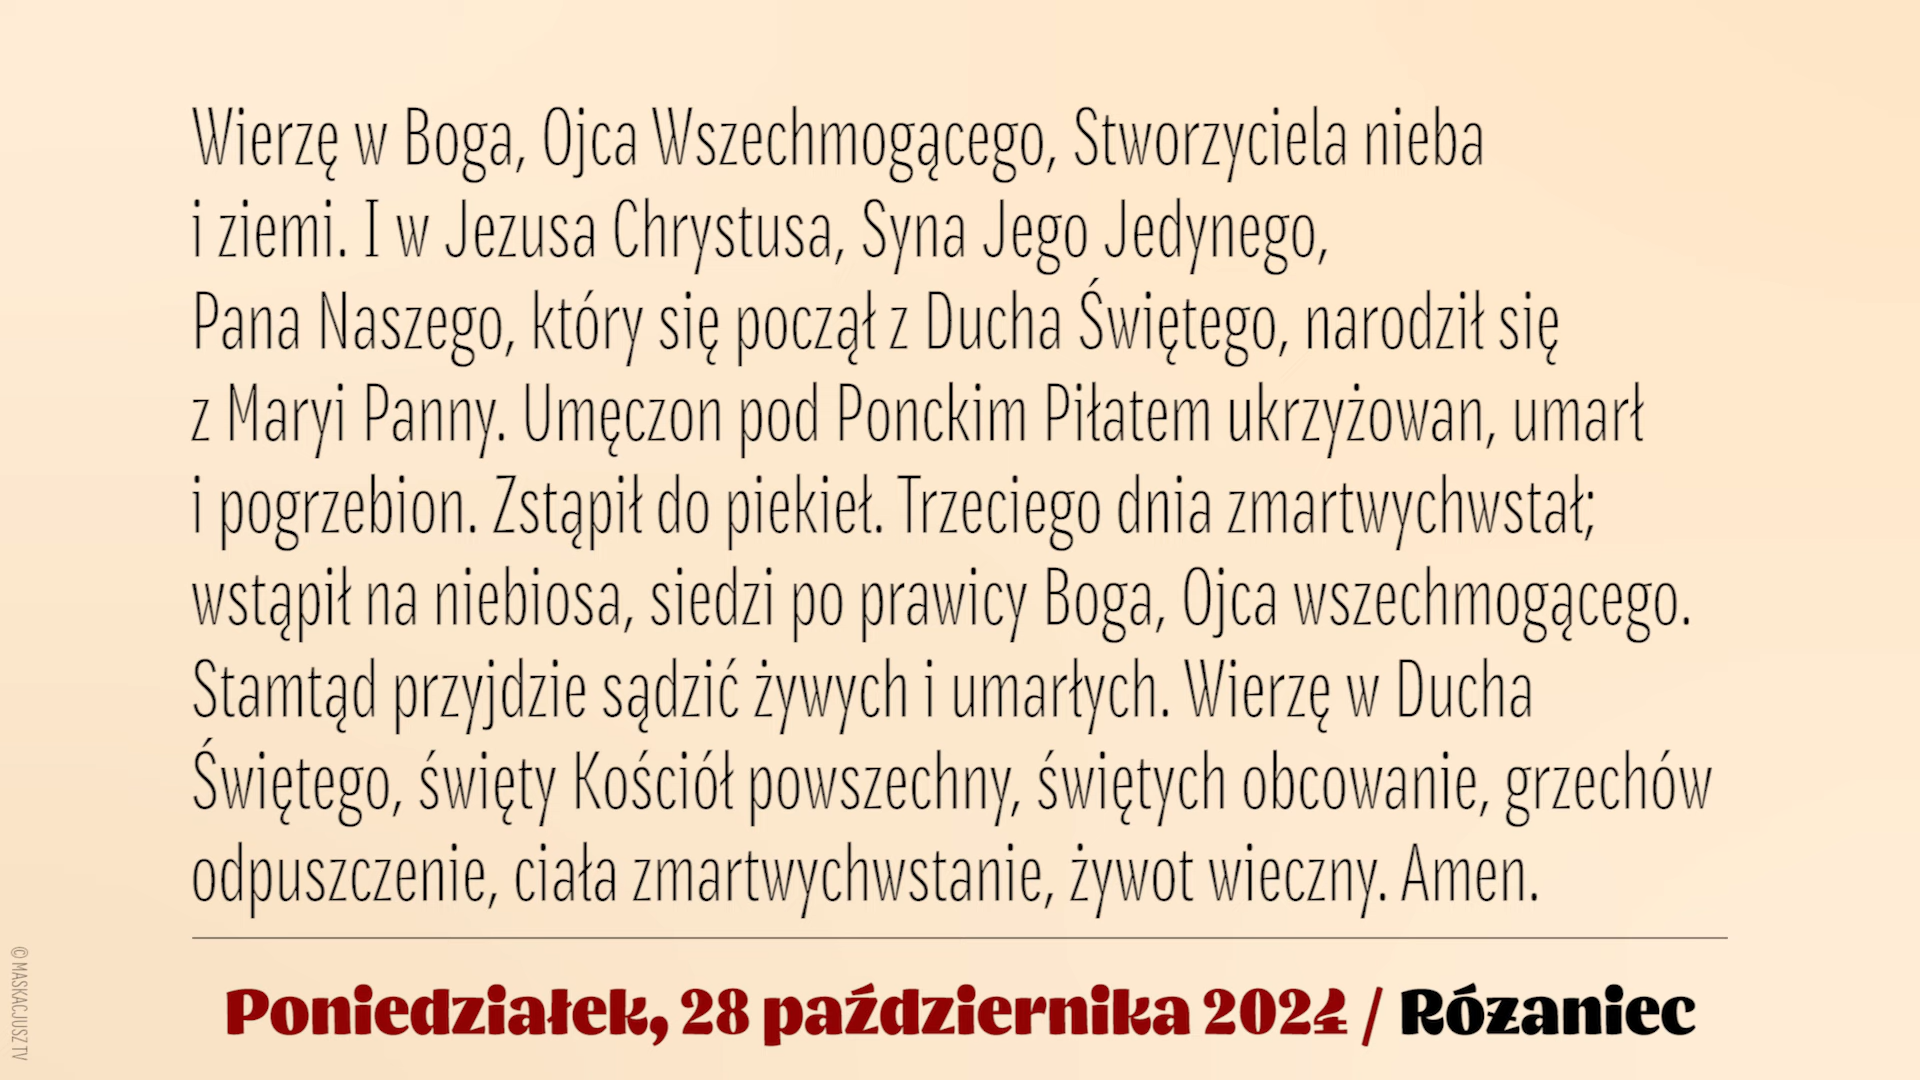 Wierzę w Boga, Ojca Wszechmogącego, Stworzyciela nieba
i ziemi. I w Jezusa Chrystusa, Syna Jego Jedynego,
Pana Naszego, który się począł z Ducha Świętego, narodził się
z Maryi Panny. Umęczon pod Ponckim Piłatem ukrzyżowan, umarł
i pogrzebion. Zstąpił do piekieł. Trzeciego dnia zmartwychwstał;
wstąpił na niebiosa, siedzi po prawicy Boga, Ojca wszechmogącego.
Stamtąd przyjdzie sądzić żywych i umarłych. Wierzę w Ducha
Świętego, święty Kościół powszechny, świętych obcowanie, grzechów
odpuszczenie, ciała zmartwychwstanie, żywot wieczny. Amen.
Poniedziałek, 28 października 2024 / Różaniec
© MASKACJUSZ TV